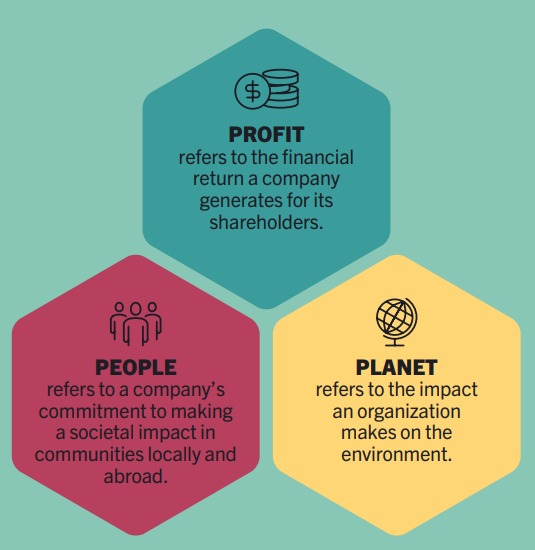 $
PROFIT
refers to the financial
return a company
generates for its
shareholders.
PEOPLE
refers to a company's
commitment to making
a societal impact in
communities locally and
abroad.
PLANET
refers to the impact
an organization
makes on the
environment.